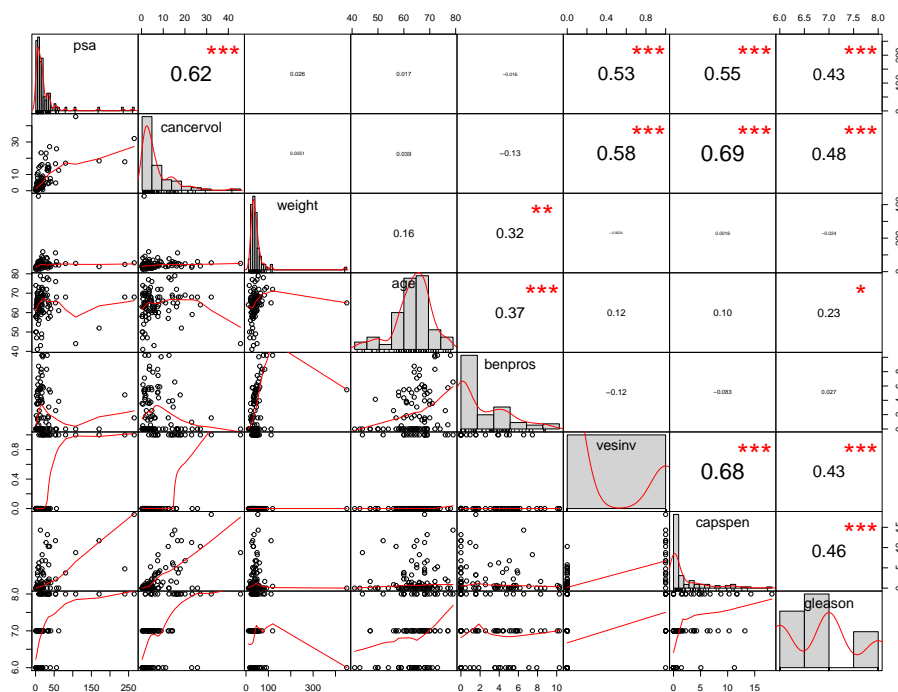 0 10 20 30 40 40 50 60 70 80 0.0 0.4 0.8 6.0 6.5 7.0 7.5 8.0
psa *** *** *** ***
0.62 0.026 0.017 −0.016 0.53 0.55 0.43
cancervol *** *** ***
0 10 30
0.0051 0.039 −0.13 0.58 0.69 0.48
weight **
0.16 0.32 0.0016 −0.024
age *** *
40 50 60 70 80
0.37 0.12 0.10 0.23
benpros
−0.12 −0.083 0.027
vesinv *** ***
0.0 0.4 0.8
0.68 0.43
capspen ***
0.46
gleason
6.0 7.0 8.0
0 50 150 250 0 100 300 0 2 4 6 8 10 0 5 10 15